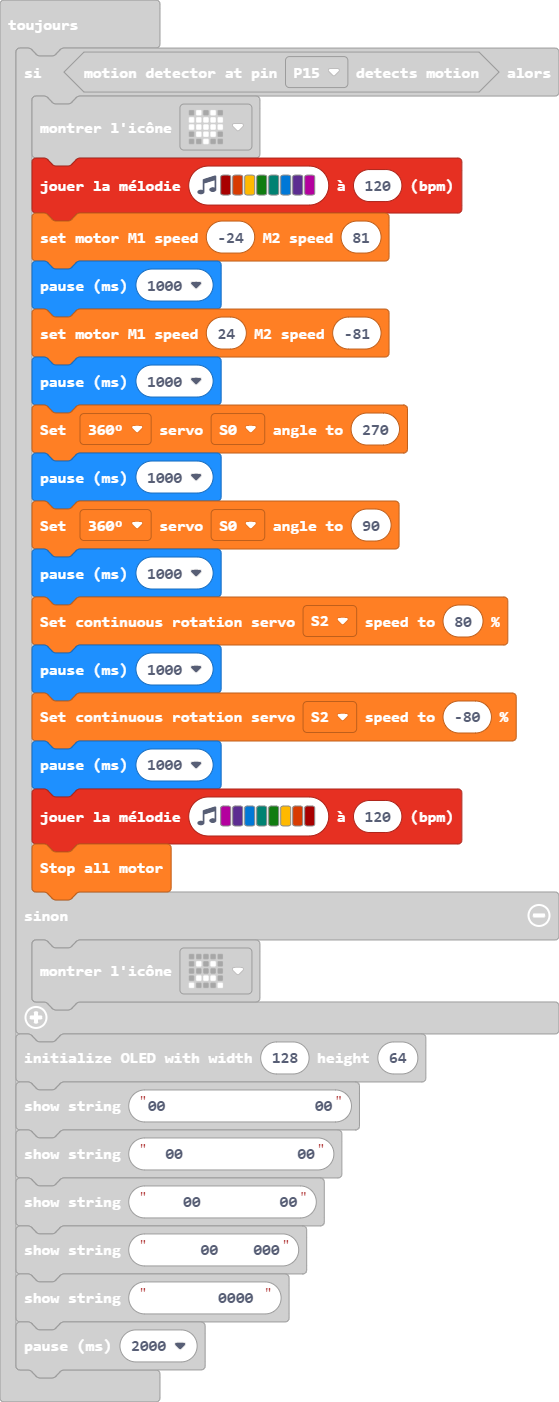 toujours
si motion detector at pin P15 detects motion alors
montrer l'icône
jouer la mélodie à 120 (bpm)
set motor M1 speed -24 M2 speed 81
pause (ms) 1000
set motor M1 speed 24 M2 speed -81
pause (ms) 1000
Set 360º servo S0 angle to 270
pause (ms) 1000
Set 360º servo S0 angle to 90
pause (ms) 1000
Set continuous rotation servo S2 speed to 80 %
pause (ms) 1000
Set continuous rotation servo S2 speed to -80 %
pause (ms) 1000
jouer la mélodie à 120 (bpm)
Stop all motor
sinon
montrer l'icône
initialize OLED with width 128 height 64
show string "00                 00"
show string "  00             00"
show string "    00         00"
show string "      00    000"
show string "        0000 "
pause (ms) 2000